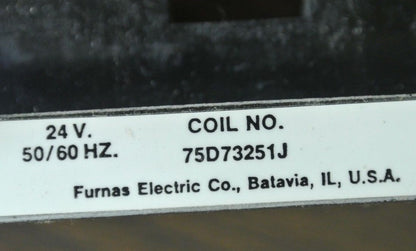 24 V.
50/60 HZ.
COIL NO.
75D73251J
Furnas Electric Co., Batavia, IL, U.S.A.